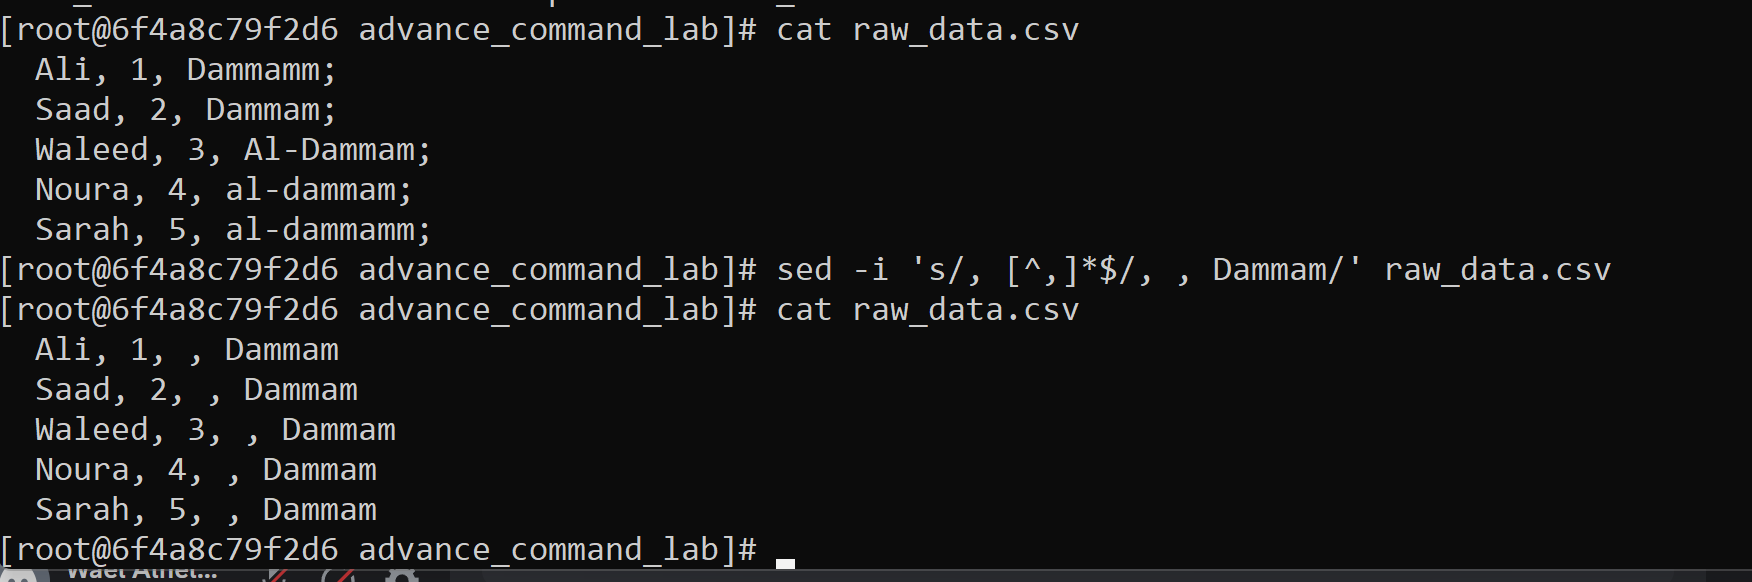 [root@6f4a8c79f2d6 advance_command_lab]# cat raw_data.csv
  Ali, 1, Dammamm;
  Saad, 2, Dammam;
  Waleed, 3, Al-Dammam;
  Noura, 4, al-dammam;
  Sarah, 5, al-dammamm;
[root@6f4a8c79f2d6 advance_command_lab]# sed -i 's/, [^,]*$/, , Dammam/' raw_data.csv
[root@6f4a8c79f2d6 advance_command_lab]# cat raw_data.csv
  Ali, 1, , Dammam
  Saad, 2, , Dammam
  Waleed, 3, , Dammam
  Noura, 4, , Dammam
  Sarah, 5, , Dammam
[root@6f4a8c79f2d6 advance_command_lab]#